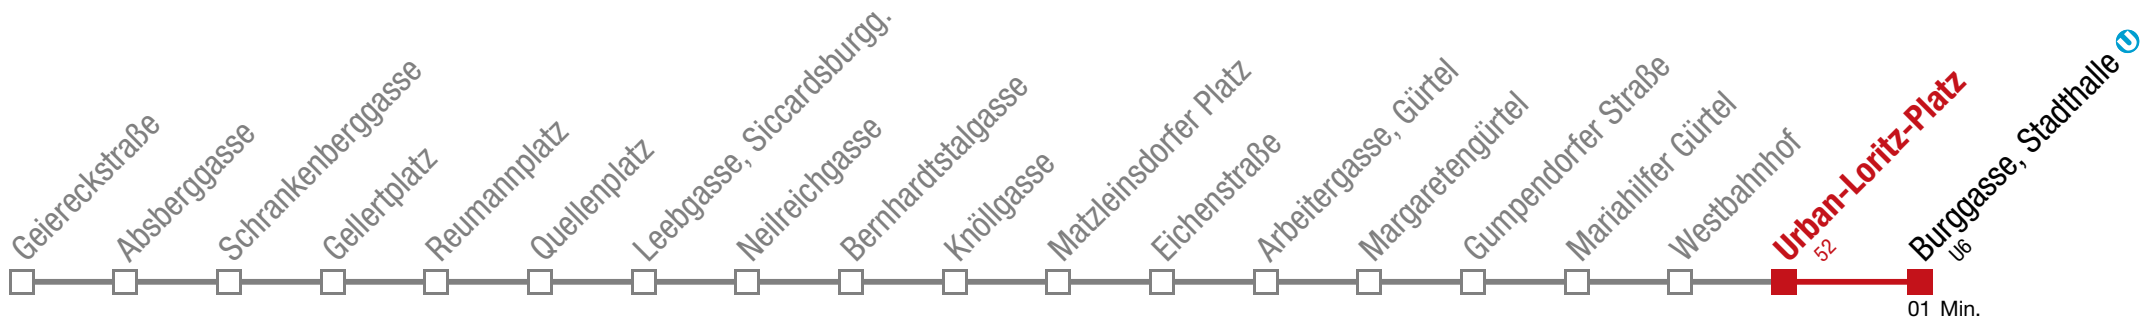 Geiereckstraße
Absberggasse
Schrankenberggasse
Gellertplatz
Reumannplatz
Quellenplatz
Leebgasse, Siccardsburgg.
Neilreichgasse
Bernhardtstalgasse
Knöllgasse
Matzleinsdorfer Platz
Eichenstraße
Arbeitergasse, Gürtel
Margaretengürtel
Gumpendorfer Straße
Mariahilfer Gürtel
Westbahnhof
Urban-Loritz-Platz
52
Burggasse, Stadthalle U
U6
01 Min.